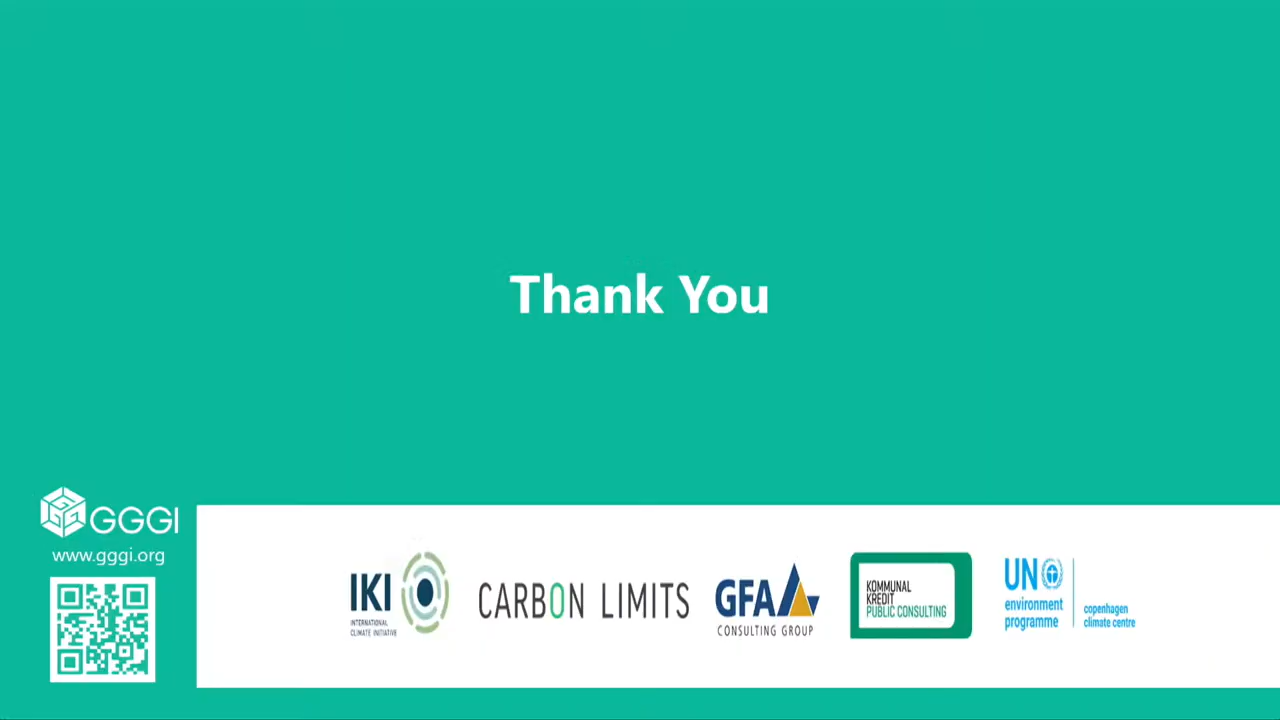 Thank You
GGGI
www.gggi.org
IKI
INTERNATIONAL
CLIMATE INITIATIVE
CARBON LIMITS
GFA
CONSULTING GROUP
KOMMUNAL
KREDIT
PUBLIC CONSULTING
UN
environment
programme
copenhagen
climate centre